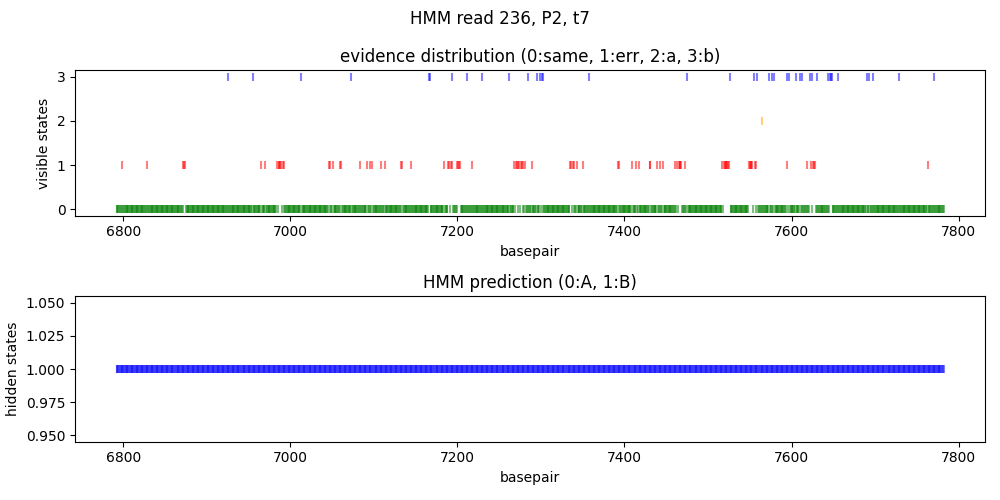 HMM read 236, P2, t7
evidence distribution (0:same, 1:err, 2:a, 3:b)
3
2
1
0
visible states
6800 7000 7200 7400 7600 7800
basepair
HMM prediction (0:A, 1:B)
1.050
1.025
1.000
0.975
0.950
hidden states
6800 7000 7200 7400 7600 7800
basepair